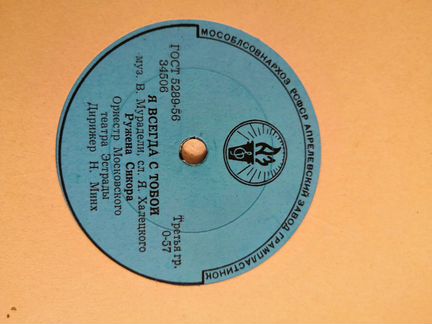 МОСОБЛСОВНАРХОЗ РСФСР АПРЕЛЕВСКИЙ ЗАВОД ГРАМПЛАСТИНОК
ГОСТ 5289-56
34506
Третья гр.
0-57
Я ВСЕГДА С ТОБОЙ
муз. В. Мурадели, сл. Я. Халецкого
Ружена Сикора
Оркестр Московского
театра Эстрады
Дирижер Н. Минх